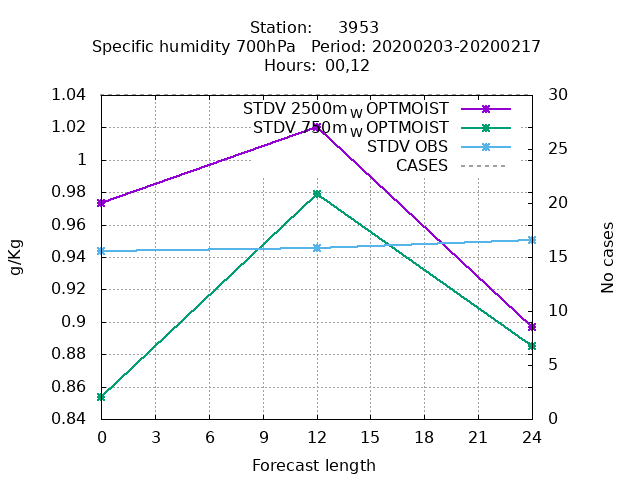 Station: 3953
Specific humidity 700hPa Period: 20200203-20200217
Hours: 00,12
1.04
1.02
1
0.98
0.96
0.94
0.92
0.9
0.88
0.86
0.84
g/Kg
STDV 2500m_W OPTMOIST
STDV 750m_W OPTMOIST
STDV OBS
CASES
30
25
20
15
10
5
0
No cases
0 3 6 9 12 15 18 21 24
Forecast length